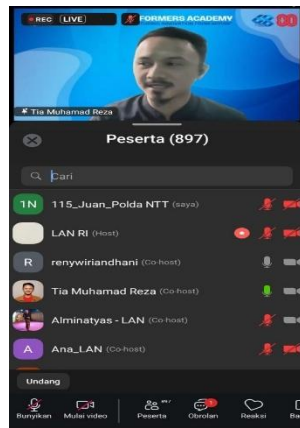 REC LIVE FORMERS ACADEMY
Tia Muhamad Reza
Peserta (897)
Cari
1N 115_Juan_Polda NTT (saya)
LAN RI (Host)
R renywiriandhani (Co-host)
Tia Muhamad Reza (Co-host)
Alminatyas - LAN (Co-host)
A Ana_LAN (Co-host)
Undang
Bunyikan Mulai video Peserta Obrolan Reaksi